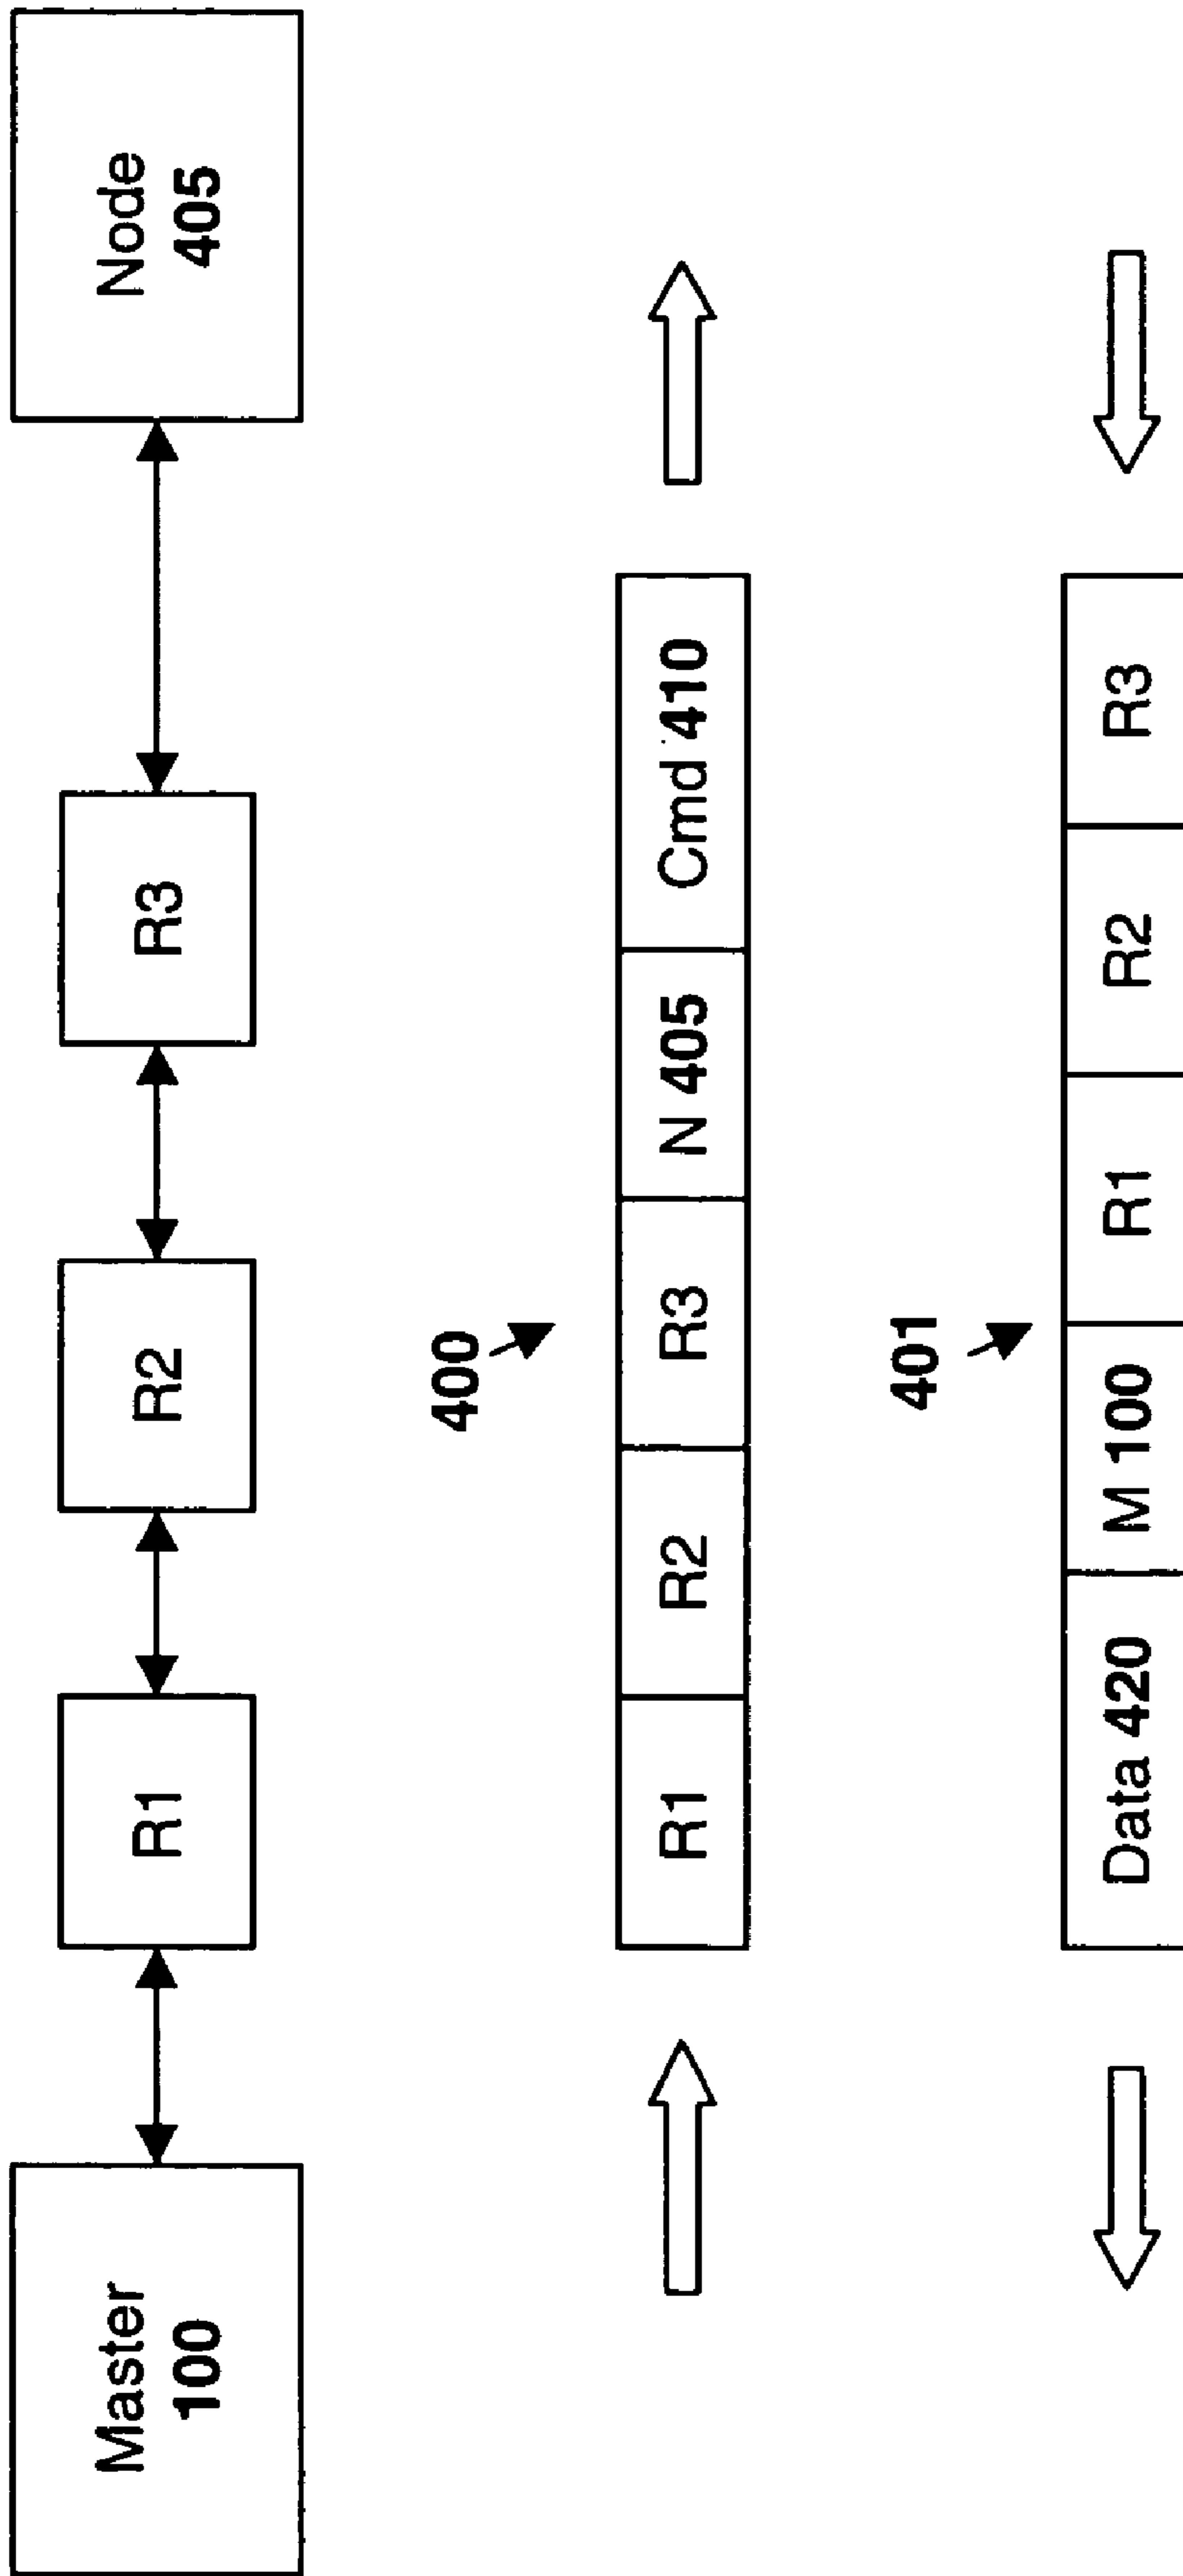 Master
100
R1
R2
R3
Node
405
400
R1
R2
R3
N 405
Cmd 410
401
Data 420
M 100
R1
R2
R3